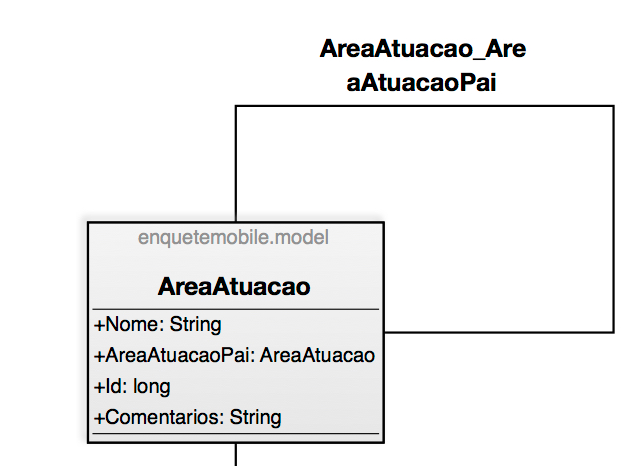 AreaAtuacao_Are
aAtuacaoPai
enquetemobile.model
AreaAtuacao
+Nome: String
+AreaAtuacaoPai: AreaAtuacao
+Id: long
+Comentarios: String